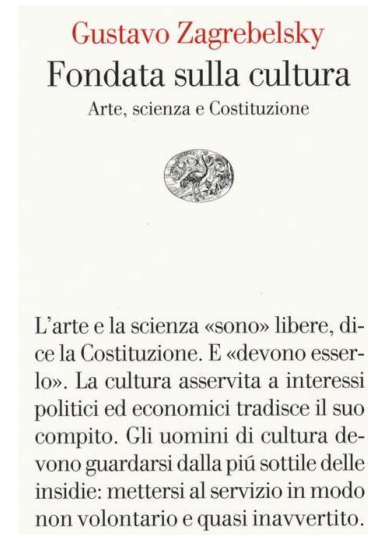 Gustavo Zagrebelsky
Fondata sulla cultura
Arte, scienza e Costituzione
L’arte e la scienza «sono» libere, di-
ce la Costituzione. E «devono esser-
lo». La cultura asservita a interessi
politici ed economici tradisce il suo
compito. Gli uomini di cultura de-
vono guardarsi dalla piú sottile delle
insidie: mettersi al servizio in modo
non volontario e quasi inavvertito.